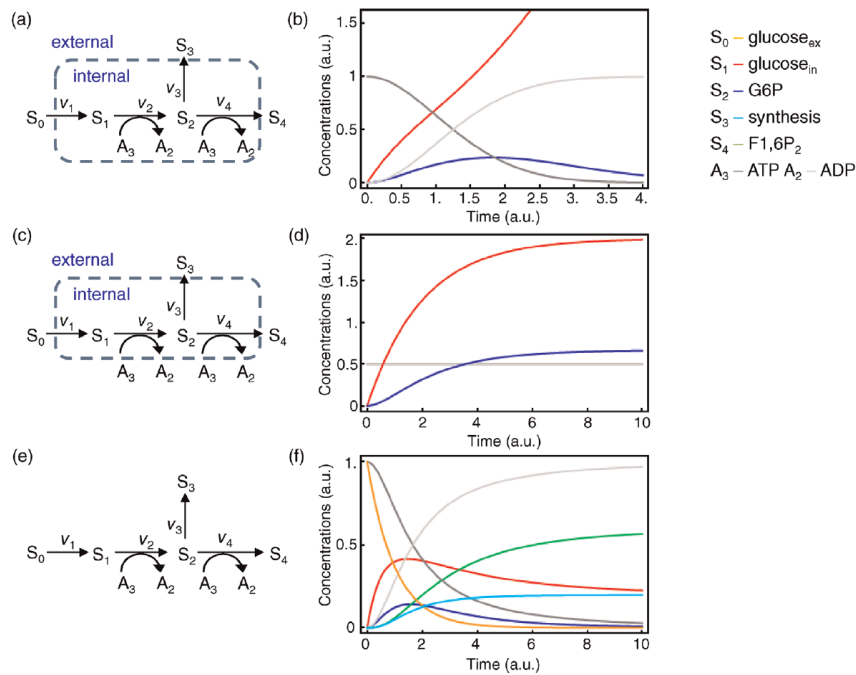 (a)
external
internal
S3
v3
S0 v1 S1 v2 S2 v4 S4
A3 A2 A3 A2
(b)
Concentrations (a.u.)
1.5
1
0.5
0
0. 0.5 1. 1.5 2. 2.5 3. 3.5 4.
Time (a.u.)
S0 – glucoseex
S1 – glucosein
S2 – G6P
S3 – synthesis
S4 – F1,6P2
A3 – ATP A2 – ADP
(c)
external
internal
S3
v3
S0 v1 S1 v2 S2 v4 S4
A3 A2 A3 A2
(d)
Concentrations (a.u.)
2.
1.5
1.
0.5
0
0 2 4 6 8 10
Time (a.u.)
(e)
S3
v3
S0 v1 S1 v2 S2 v4 S4
A3 A2 A3 A2
(f)
Concentrations (a.u.)
1.
0.5
0
0 2 4 6 8 10
Time (a.u.)